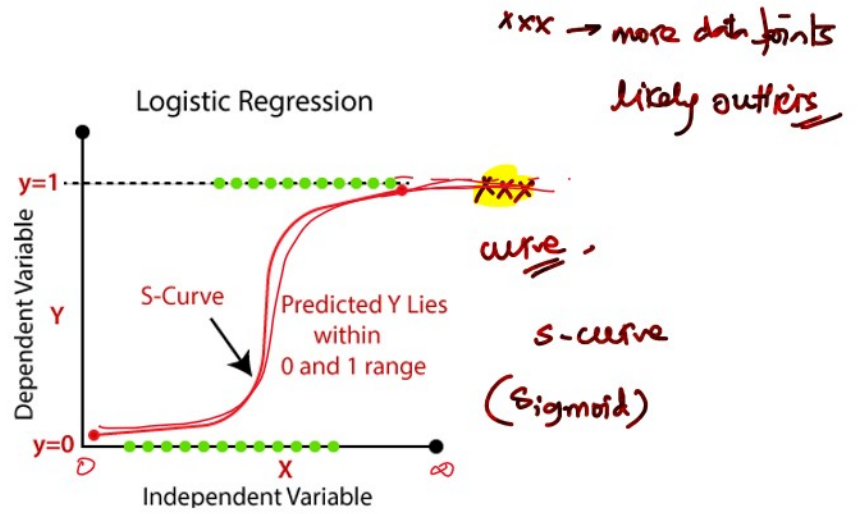 xxx → more data points
likely outliers
Logistic Regression
y=1
xxx
curve .
Dependent Variable
Y
S-Curve
Predicted Y Lies
within
0 and 1 range
s-curve
(Sigmoid)
y=0
0
X
∞
Independent Variable